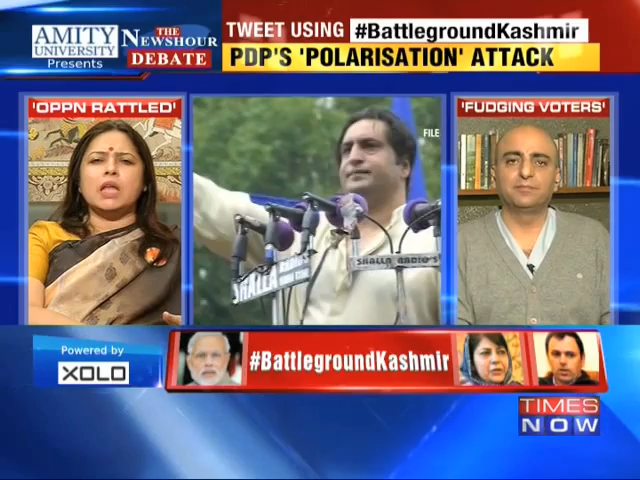 AMITY
UNIVERSITY
Presents
THE
NEWSHOUR
DEBATE
TWEET USING #BattlegroundKashmir
PDP'S 'POLARISATION' ATTACK
'OPPN RATTLED'
FILE
'FUDGING VOTERS'
SHALLA RADIO'S
SHALLA RADIO'S
Powered by
XOLO
#BattlegroundKashmir
TIMES
NOW